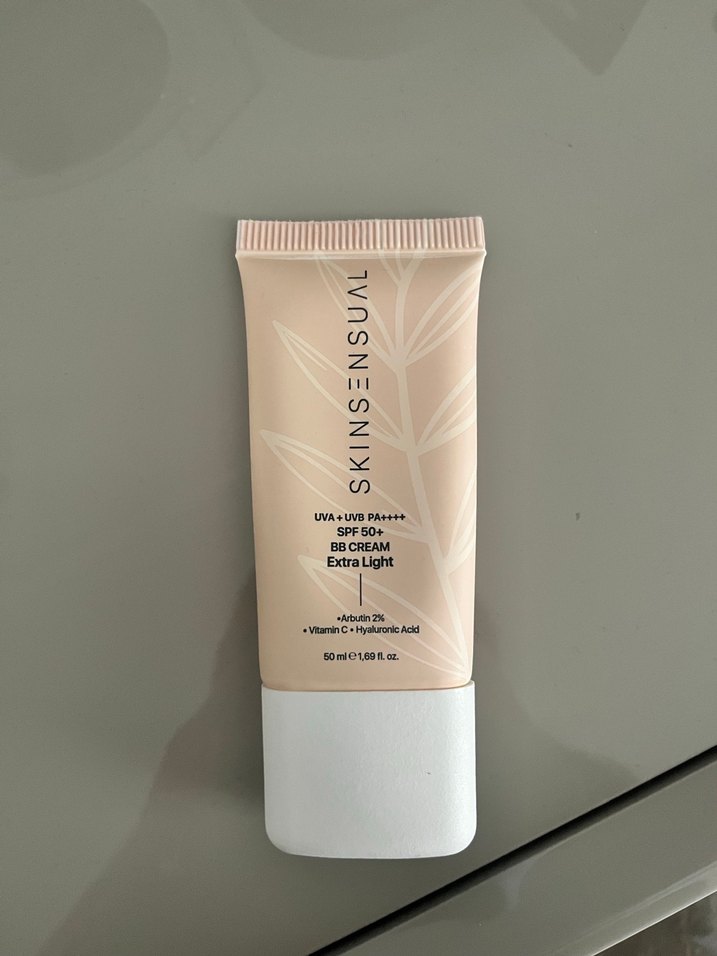 SKINSENSUAL
UVA + UVB PA++++
SPF 50+
BB CREAM
Extra Light
•Arbutin 2%
• Vitamin C • Hyaluronic Acid
50 ml ℮ 1,69 fl. oz.